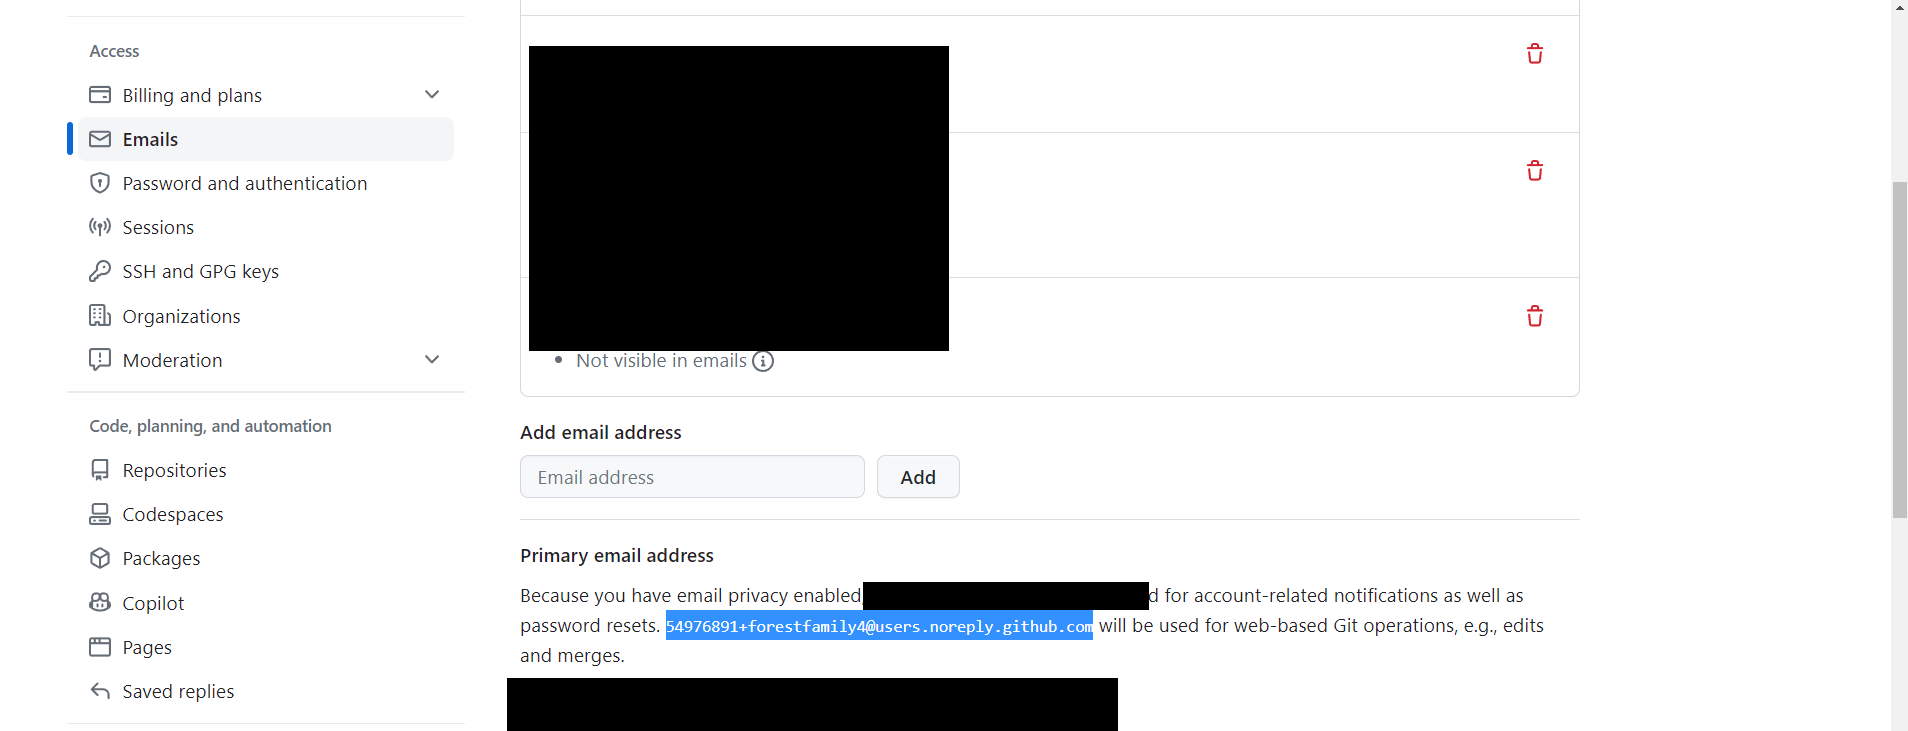 Access
Billing and plans
Emails
Password and authentication
Sessions
SSH and GPG keys
Organizations
Moderation
Code, planning, and automation
Repositories
Codespaces
Packages
Copilot
Pages
Saved replies
Not visible in emails
Add email address
Email address
Add
Primary email address
Because you have email privacy enabled, d for account-related notifications as well as
password resets. 54976891+forestfamily4@users.noreply.github.com will be used for web-based Git operations, e.g., edits
and merges.